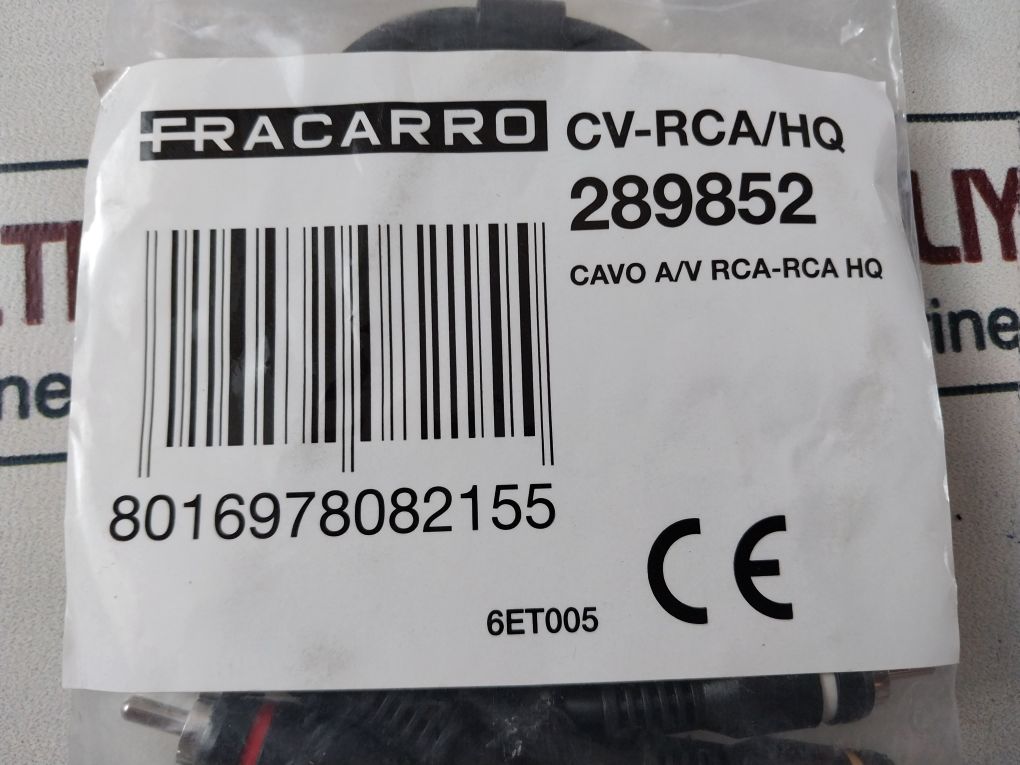 FRACARRO
CV-RCA/HQ
289852
CAVO A/V RCA-RCA HQ
8016978082155
6ET005
CE